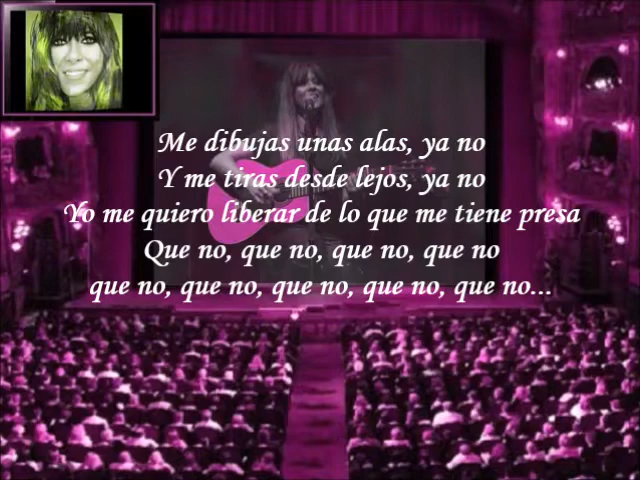 Me dibujas unas alas, ya no
Y me tiras desde lejos, ya no
Yo me quiero liberar de lo que me tiene presa
Que no, que no, que no, que no
que no, que no, que no, que no, que no...